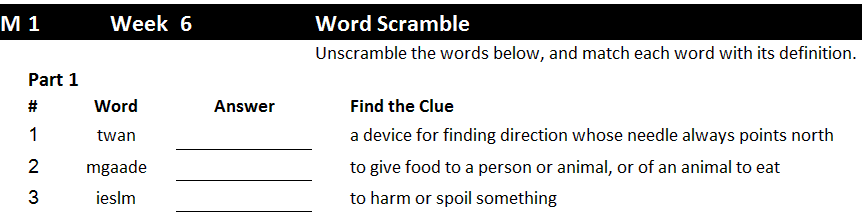 M 1 Week 6 Word Scramble
Unscramble the words below, and match each word with its definition.
Part 1
# Word Answer Find the Clue
1 twan a device for finding direction whose needle always points north
2 mgaade to give food to a person or animal, or of an animal to eat
3 ieslm to harm or spoil something